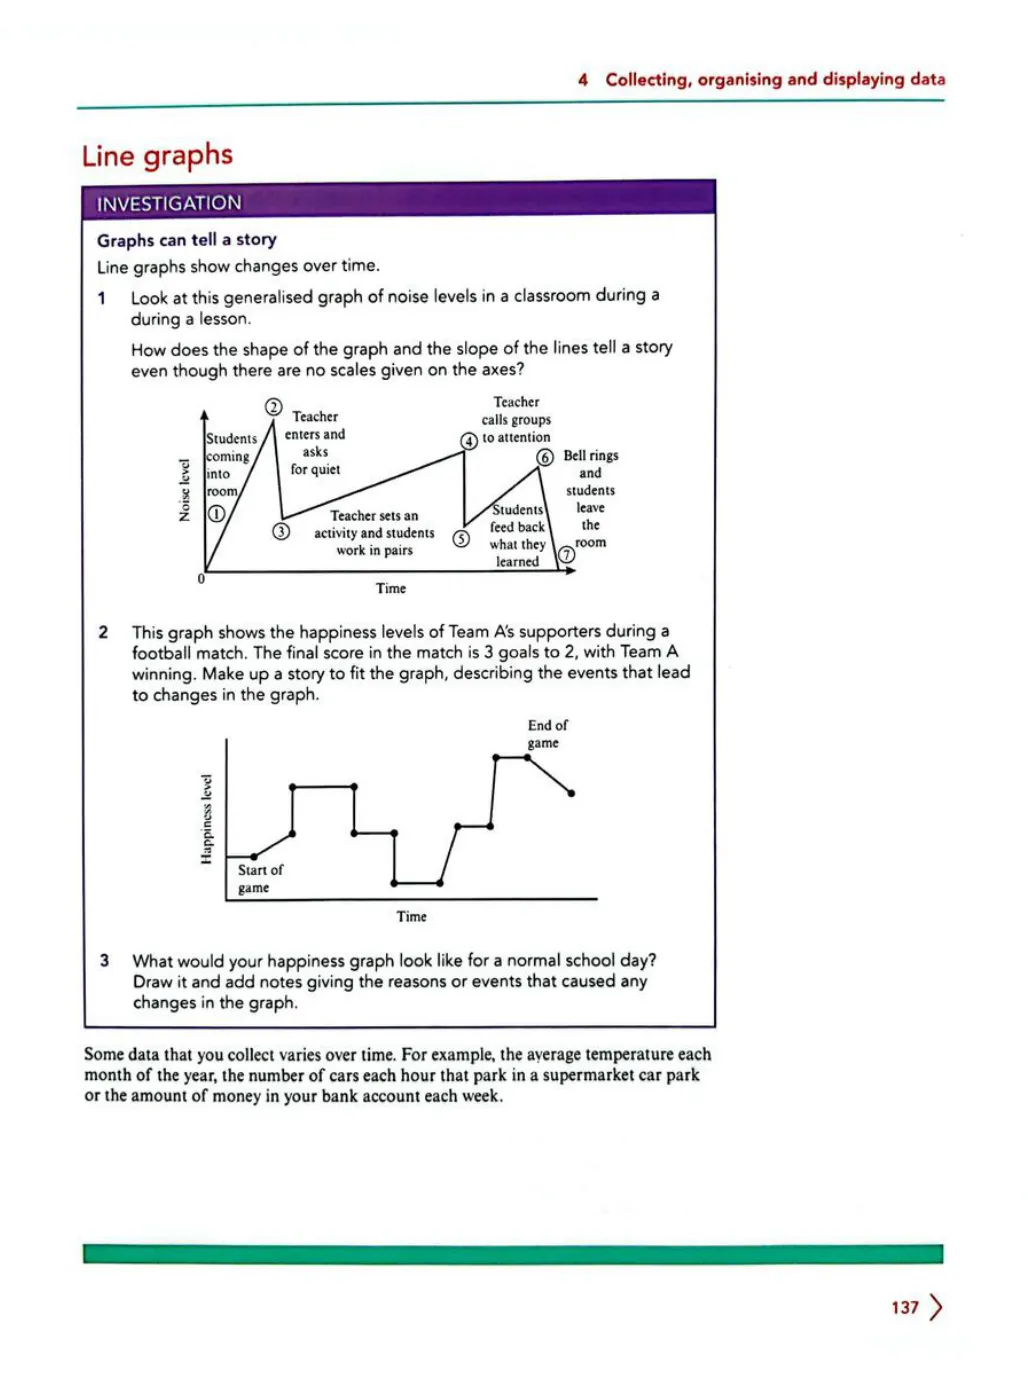 4 Collecting, organising and displaying data
Line graphs
INVESTIGATION
Graphs can tell a story
Line graphs show changes over time.
1 Look at this generalised graph of noise levels in a classroom during a
during a lesson.
How does the shape of the graph and the slope of the lines tell a story
even though there are no scales given on the axes?
Noise level
Students
coming
into
room
①
②
Teacher
enters and
asks
for quiet
③
Teacher sets an
activity and students
work in pairs
④
Teacher
calls groups
to attention
⑤
Students
feed back
what they
learned
⑥
Bell rings
and
students
leave
the
room
⑦
0
Time
2 This graph shows the happiness levels of Team A's supporters during a
football match. The final score in the match is 3 goals to 2, with Team A
winning. Make up a story to fit the graph, describing the events that lead
to changes in the graph.
Happiness level
Start of
game
End of
game
Time
3 What would your happiness graph look like for a normal school day?
Draw it and add notes giving the reasons or events that caused any
changes in the graph.
Some data that you collect varies over time. For example, the average temperature each
month of the year, the number of cars each hour that park in a supermarket car park
or the amount of money in your bank account each week.
137 〉